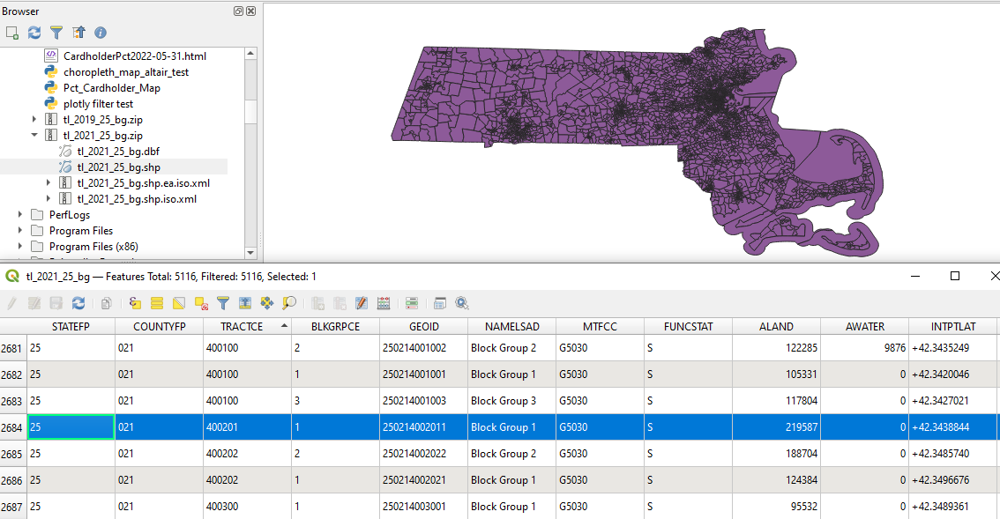 Browser
CardholderPct2022-05-31.html
choropleth_map_altair_test
Pct_Cardholder_Map
plotly filter test
tl_2019_25_bg.zip
tl_2021_25_bg.zip
tl_2021_25_bg.dbf
tl_2021_25_bg.shp
tl_2021_25_bg.shp.ea.iso.xml
tl_2021_25_bg.shp.iso.xml
PerfLogs
Program Files
Program Files (x86)
tl_2021_25_bg — Features Total: 5116, Filtered: 5116, Selected: 1
STATEFP COUNTYFP TRACTCE BLKGRPCE GEOID NAMELSAD MTFCC FUNCSTAT ALAND AWATER INTPTLAT
2681 25 021 400100 2 250214001002 Block Group 2 G5030 S 122285 9876 +42.3435249
2682 25 021 400100 1 250214001001 Block Group 1 G5030 S 105331 0 +42.3420046
2683 25 021 400100 3 250214001003 Block Group 3 G5030 S 117804 0 +42.3427021
2684 25 021 400201 1 250214002011 Block Group 1 G5030 S 219587 0 +42.3438844
2685 25 021 400202 2 250214002022 Block Group 2 G5030 S 188704 0 +42.3485740
2686 25 021 400202 1 250214002021 Block Group 1 G5030 S 124384 0 +42.3496676
2687 25 021 400300 1 250214003001 Block Group 1 G5030 S 95532 0 +42.3489361